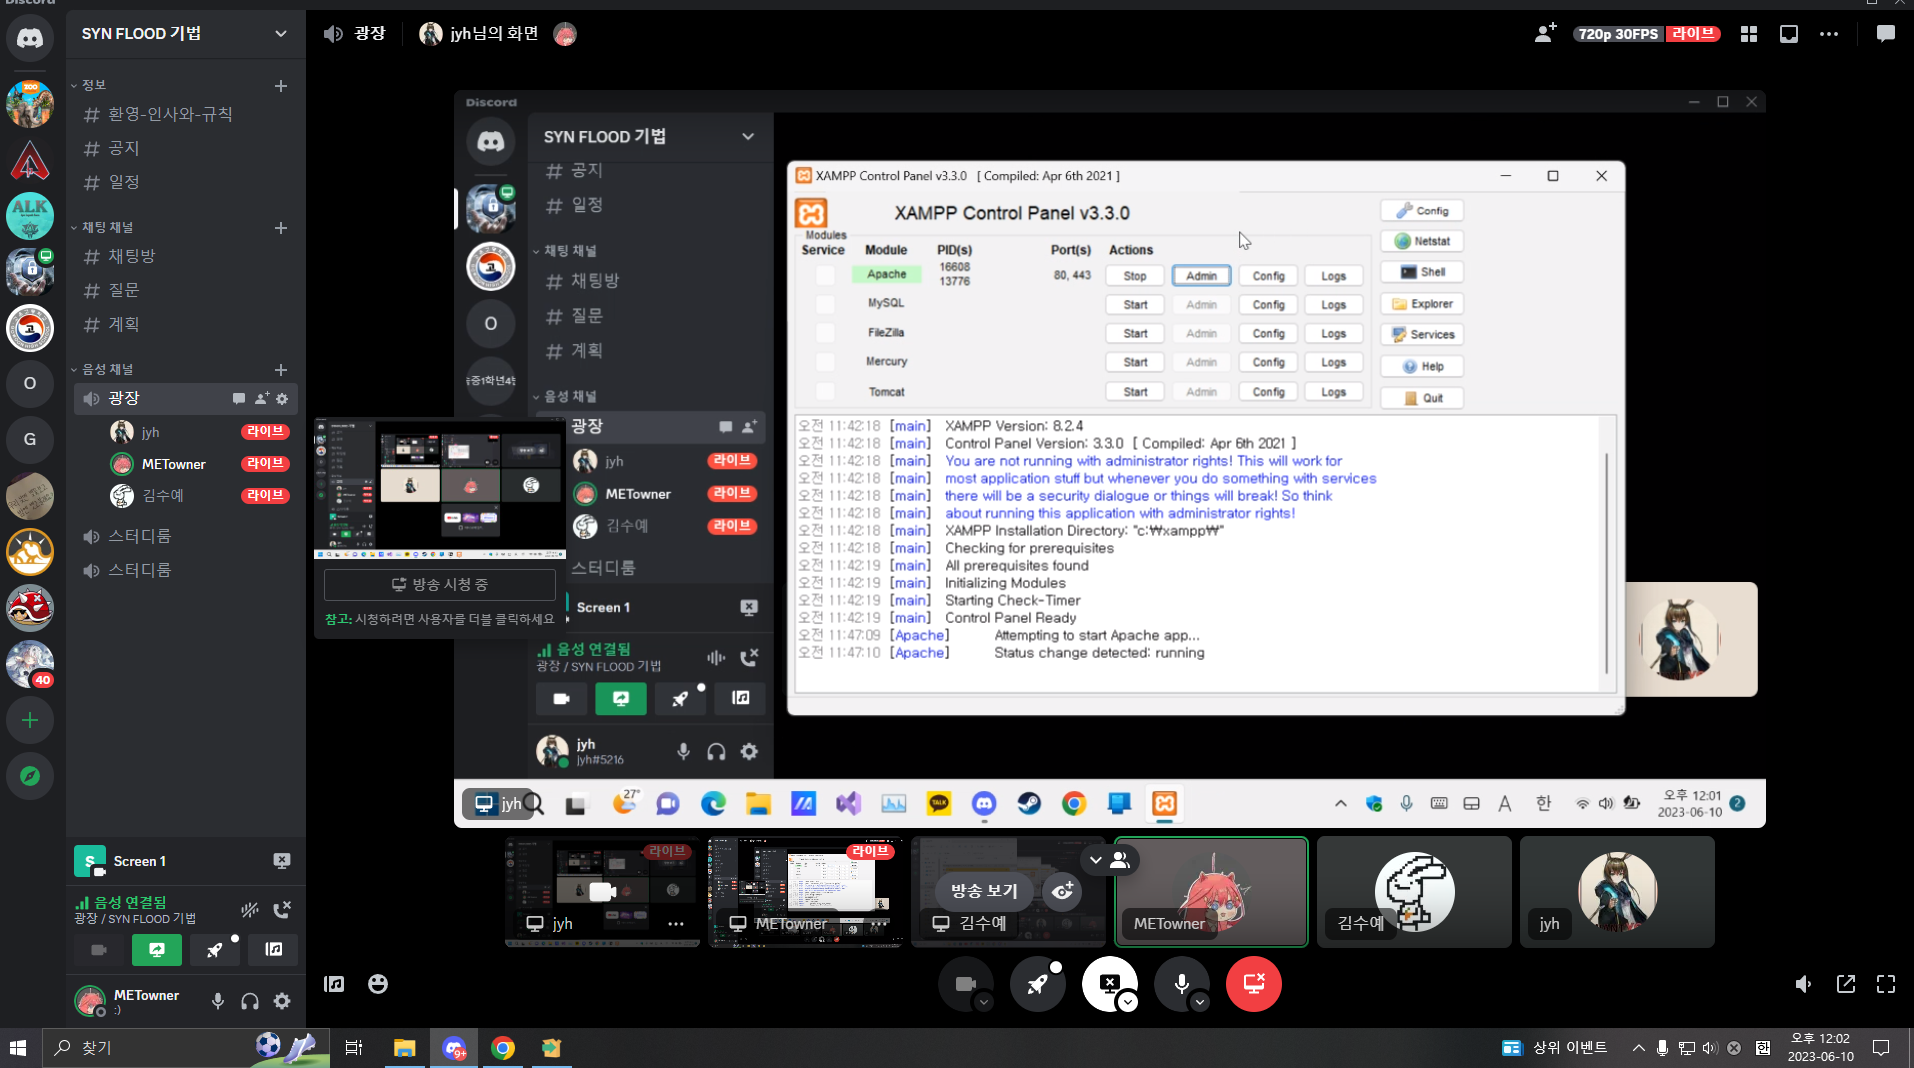 Discord
SYN FLOOD 기법
정보
환영-인사와-규칙
공지
일정
채팅 채널
채팅방
질문
계획
음성 채널
광장
jyh 라이브
METowner 라이브
김수예 라이브
스터디룸
스터디룸
ZOO
ALK
O
G
40
Screen 1
음성 연결됨
광장 / SYN FLOOD 기법
METowner
:)
광장
jyh님의 화면
720p 30FPS 라이브
Discord
SYN FLOOD 기법
공지
일정
채팅 채널
채팅방
질문
계획
음성 채널
광장
jyh 라이브
METowner 라이브
김수예 라이브
스터디룸
O
Screen 1
음성 연결됨
광장 / SYN FLOOD 기법
jyh
jyh#5216
방송 시청 중
참고: 시청하려면 사용자를 더블 클릭하세요
XAMPP Control Panel v3.3.0 [ Compiled: Apr 6th 2021 ]
XAMPP Control Panel v3.3.0
Modules
Service Module PID(s) Port(s) Actions
Apache 16608 13776 80, 443 Stop Admin Config Logs
MySQL Start Admin Config Logs
FileZilla Start Admin Config Logs
Mercury Start Admin Config Logs
Tomcat Start Admin Config Logs
Config
Netstat
Shell
Explorer
Services
Help
Quit
오전 11:42:18 [main] XAMPP Version: 8.2.4
오전 11:42:18 [main] Control Panel Version: 3.3.0 [ Compiled: Apr 6th 2021 ]
오전 11:42:18 [main] You are not running with administrator rights! This will work for
오전 11:42:18 [main] most application stuff but whenever you do something with services
오전 11:42:18 [main] there will be a security dialogue or things will break! So think
오전 11:42:18 [main] about running this application with administrator rights!
오전 11:42:18 [main] XAMPP Installation Directory: "c:₩xampp₩"
오전 11:42:18 [main] Checking for prerequisites
오전 11:42:19 [main] All prerequisites found
오전 11:42:19 [main] Initializing Modules
오전 11:42:19 [main] Starting Check-Timer
오전 11:42:19 [main] Control Panel Ready
오전 11:47:09 [Apache] Attempting to start Apache app...
오전 11:47:10 [Apache] Status change detected: running
jyh
27°
TALK
A
한
오후 12:01
2023-06-10
2
라이브
jyh
라이브
METowner
방송 보기
김수예
METowner
김수예
jyh
찾기
9+
상위 이벤트
한
오후 12:02
2023-06-10